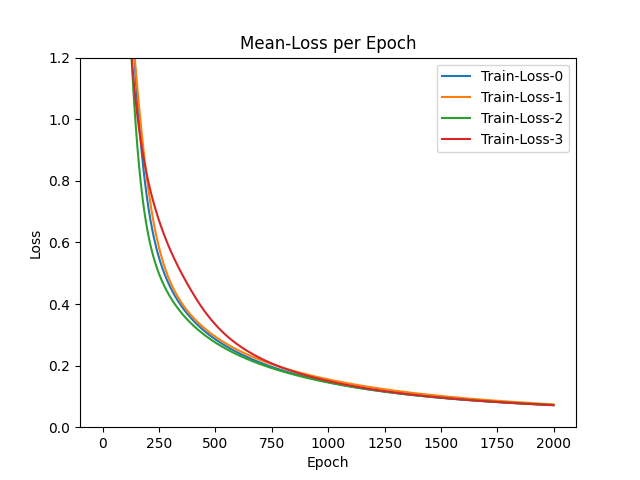 Mean-Loss per Epoch
Train-Loss-0
Train-Loss-1
Train-Loss-2
Train-Loss-3
Loss
1.2
1.0
0.8
0.6
0.4
0.2
0.0
0 250 500 750 1000 1250 1500 1750 2000
Epoch